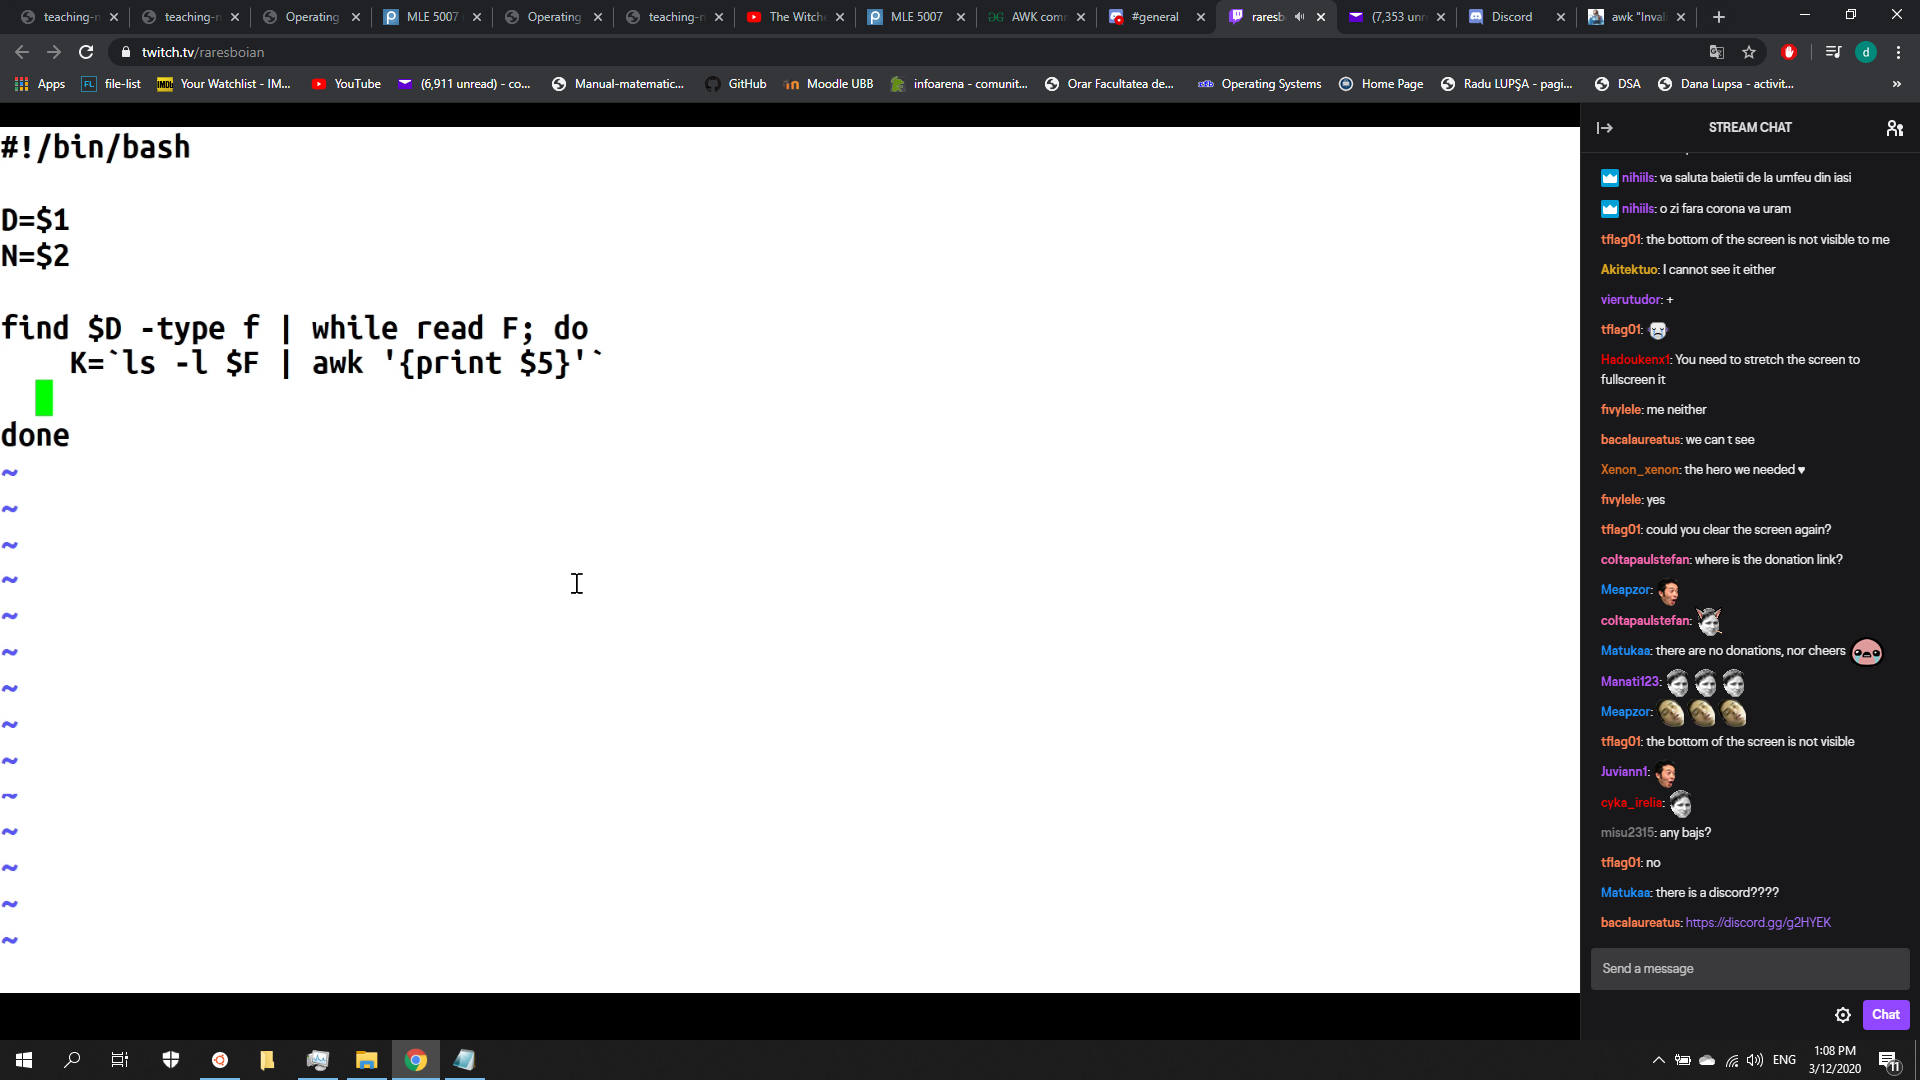 teaching-n
teaching-n
Operating
MLE 5007
Operating
teaching-n
The Witch
MLE 5007
AWK com
#general
raresb
(7,353 unr
Discord
awk "Inval
twitch.tv/raresboian
Apps
file-list
Your Watchlist - IM...
YouTube
(6,911 unread) - co...
Manual-matematic...
GitHub
Moodle UBB
infoarena - comunit...
Orar Facultatea de...
Operating Systems
Home Page
Radu LUPŞA - pagi...
DSA
Dana Lupsa - activit...
»
#!/bin/bash
D=$1
N=$2
find $D -type f | while read F; do
K=`ls -l $F | awk '{print $5}'`
done
~
~
~
~
~
~
~
~
~
~
~
~
~
~
STREAM CHAT
nihiils: va saluta baietii de la umfeu din iasi
nihiils: o zi fara corona va uram
tflag01: the bottom of the screen is not visible to me
Akitektuo: I cannot see it either
vierutudor: +
tflag01:
Hadoukenx1: You need to stretch the screen to
fullscreen it
fivylele: me neither
bacalaureatus: we can t see
Xenon_xenon: the hero we needed ♥
fivylele: yes
tflag01: could you clear the screen again?
coltapaulstefan: where is the donation link?
Meapzor:
coltapaulstefan:
Matukaa: there are no donations, nor cheers
Manati123:
Meapzor:
tflag01: the bottom of the screen is not visible
Juviann1:
cyka_irelia:
misu2315: any bajs?
tflag01: no
Matukaa: there is a discord????
bacalaureatus: https://discord.gg/g2HYEK
Send a message
Chat
ENG
1:08 PM
3/12/2020
11